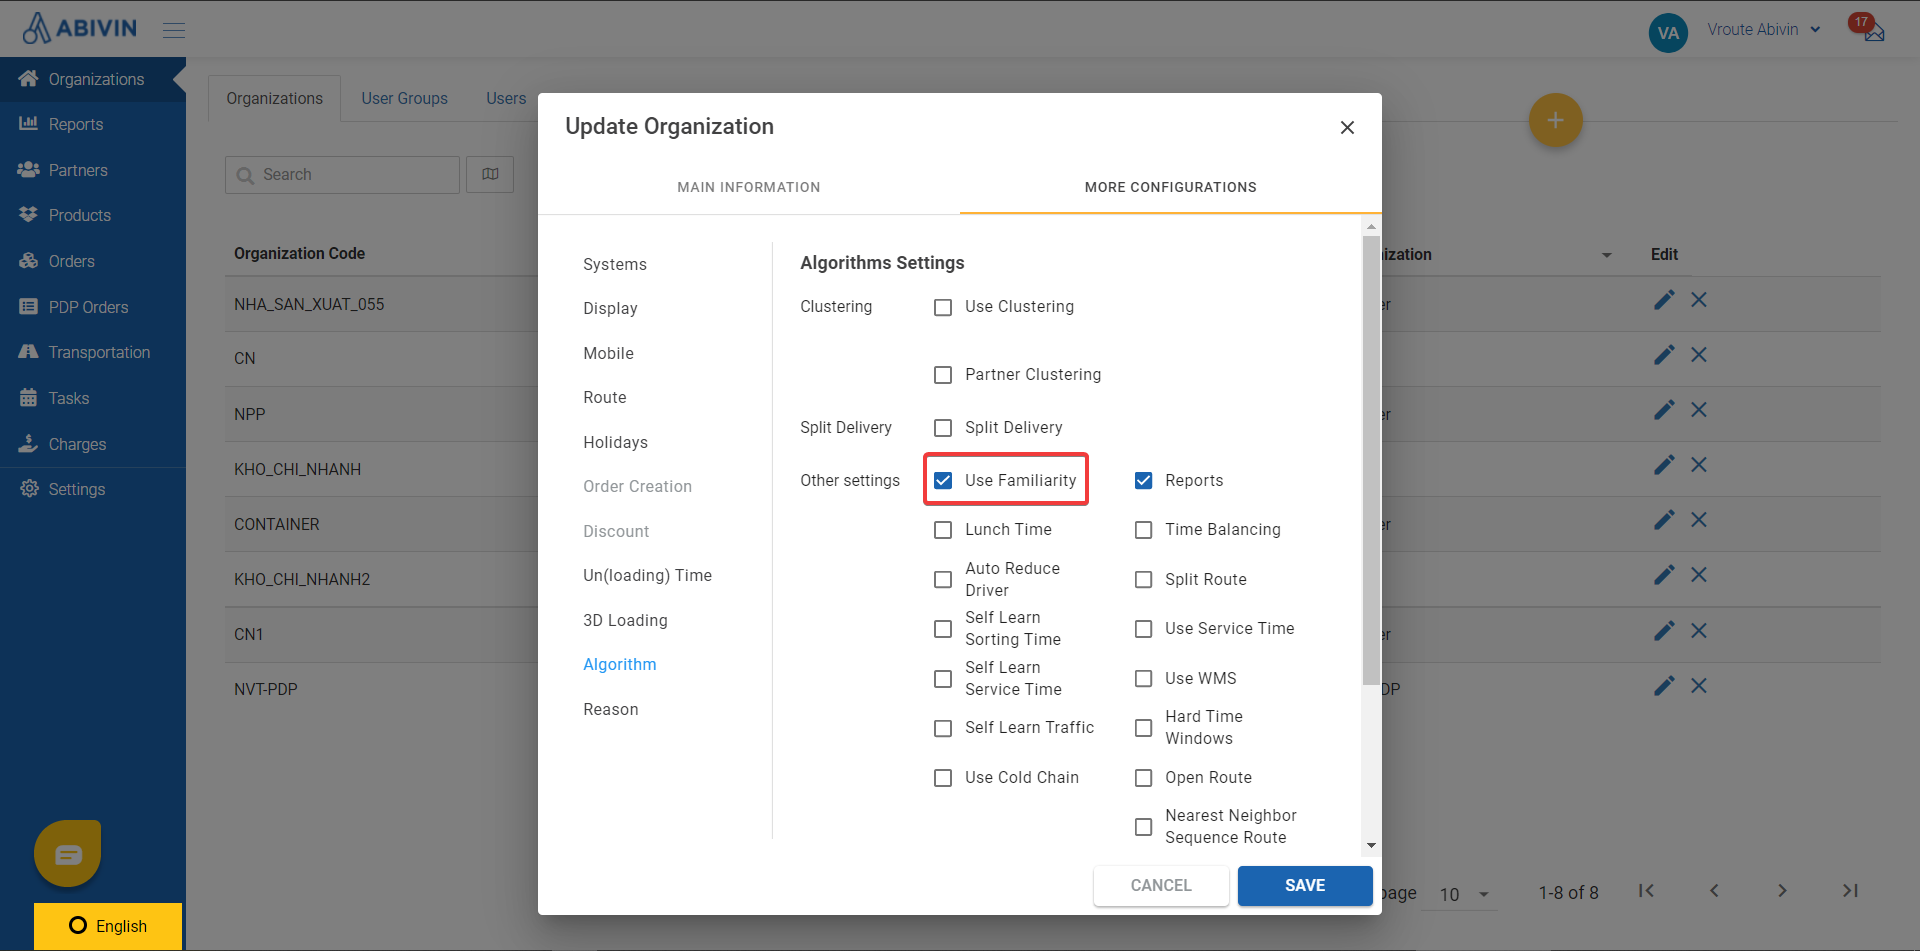 ABIVIN
VA
Vroute Abivin
17
Organizations
Reports
Partners
Products
Orders
PDP Orders
Transportation
Tasks
Charges
Settings
English
Organizations
User Groups
Users
Search
Organization Code
NHA_SAN_XUAT_055
CN
NPP
KHO_CHI_NHANH
CONTAINER
KHO_CHI_NHANH2
CN1
NVT-PDP
Update Organization
MAIN INFORMATION
MORE CONFIGURATIONS
Systems
Display
Mobile
Route
Holidays
Order Creation
Discount
Un(loading) Time
3D Loading
Algorithm
Reason
Algorithms Settings
Clustering
Use Clustering
Partner Clustering
Split Delivery
Split Delivery
Other settings
Use Familiarity
Reports
Lunch Time
Time Balancing
Auto Reduce
Driver
Split Route
Self Learn
Sorting Time
Use Service Time
Self Learn
Service Time
Use WMS
Self Learn Traffic
Hard Time
Windows
Use Cold Chain
Open Route
Nearest Neighbor
Sequence Route
CANCEL
SAVE
ization
Edit
er
er
er
er
er
DP
page
10
1-8 of 8